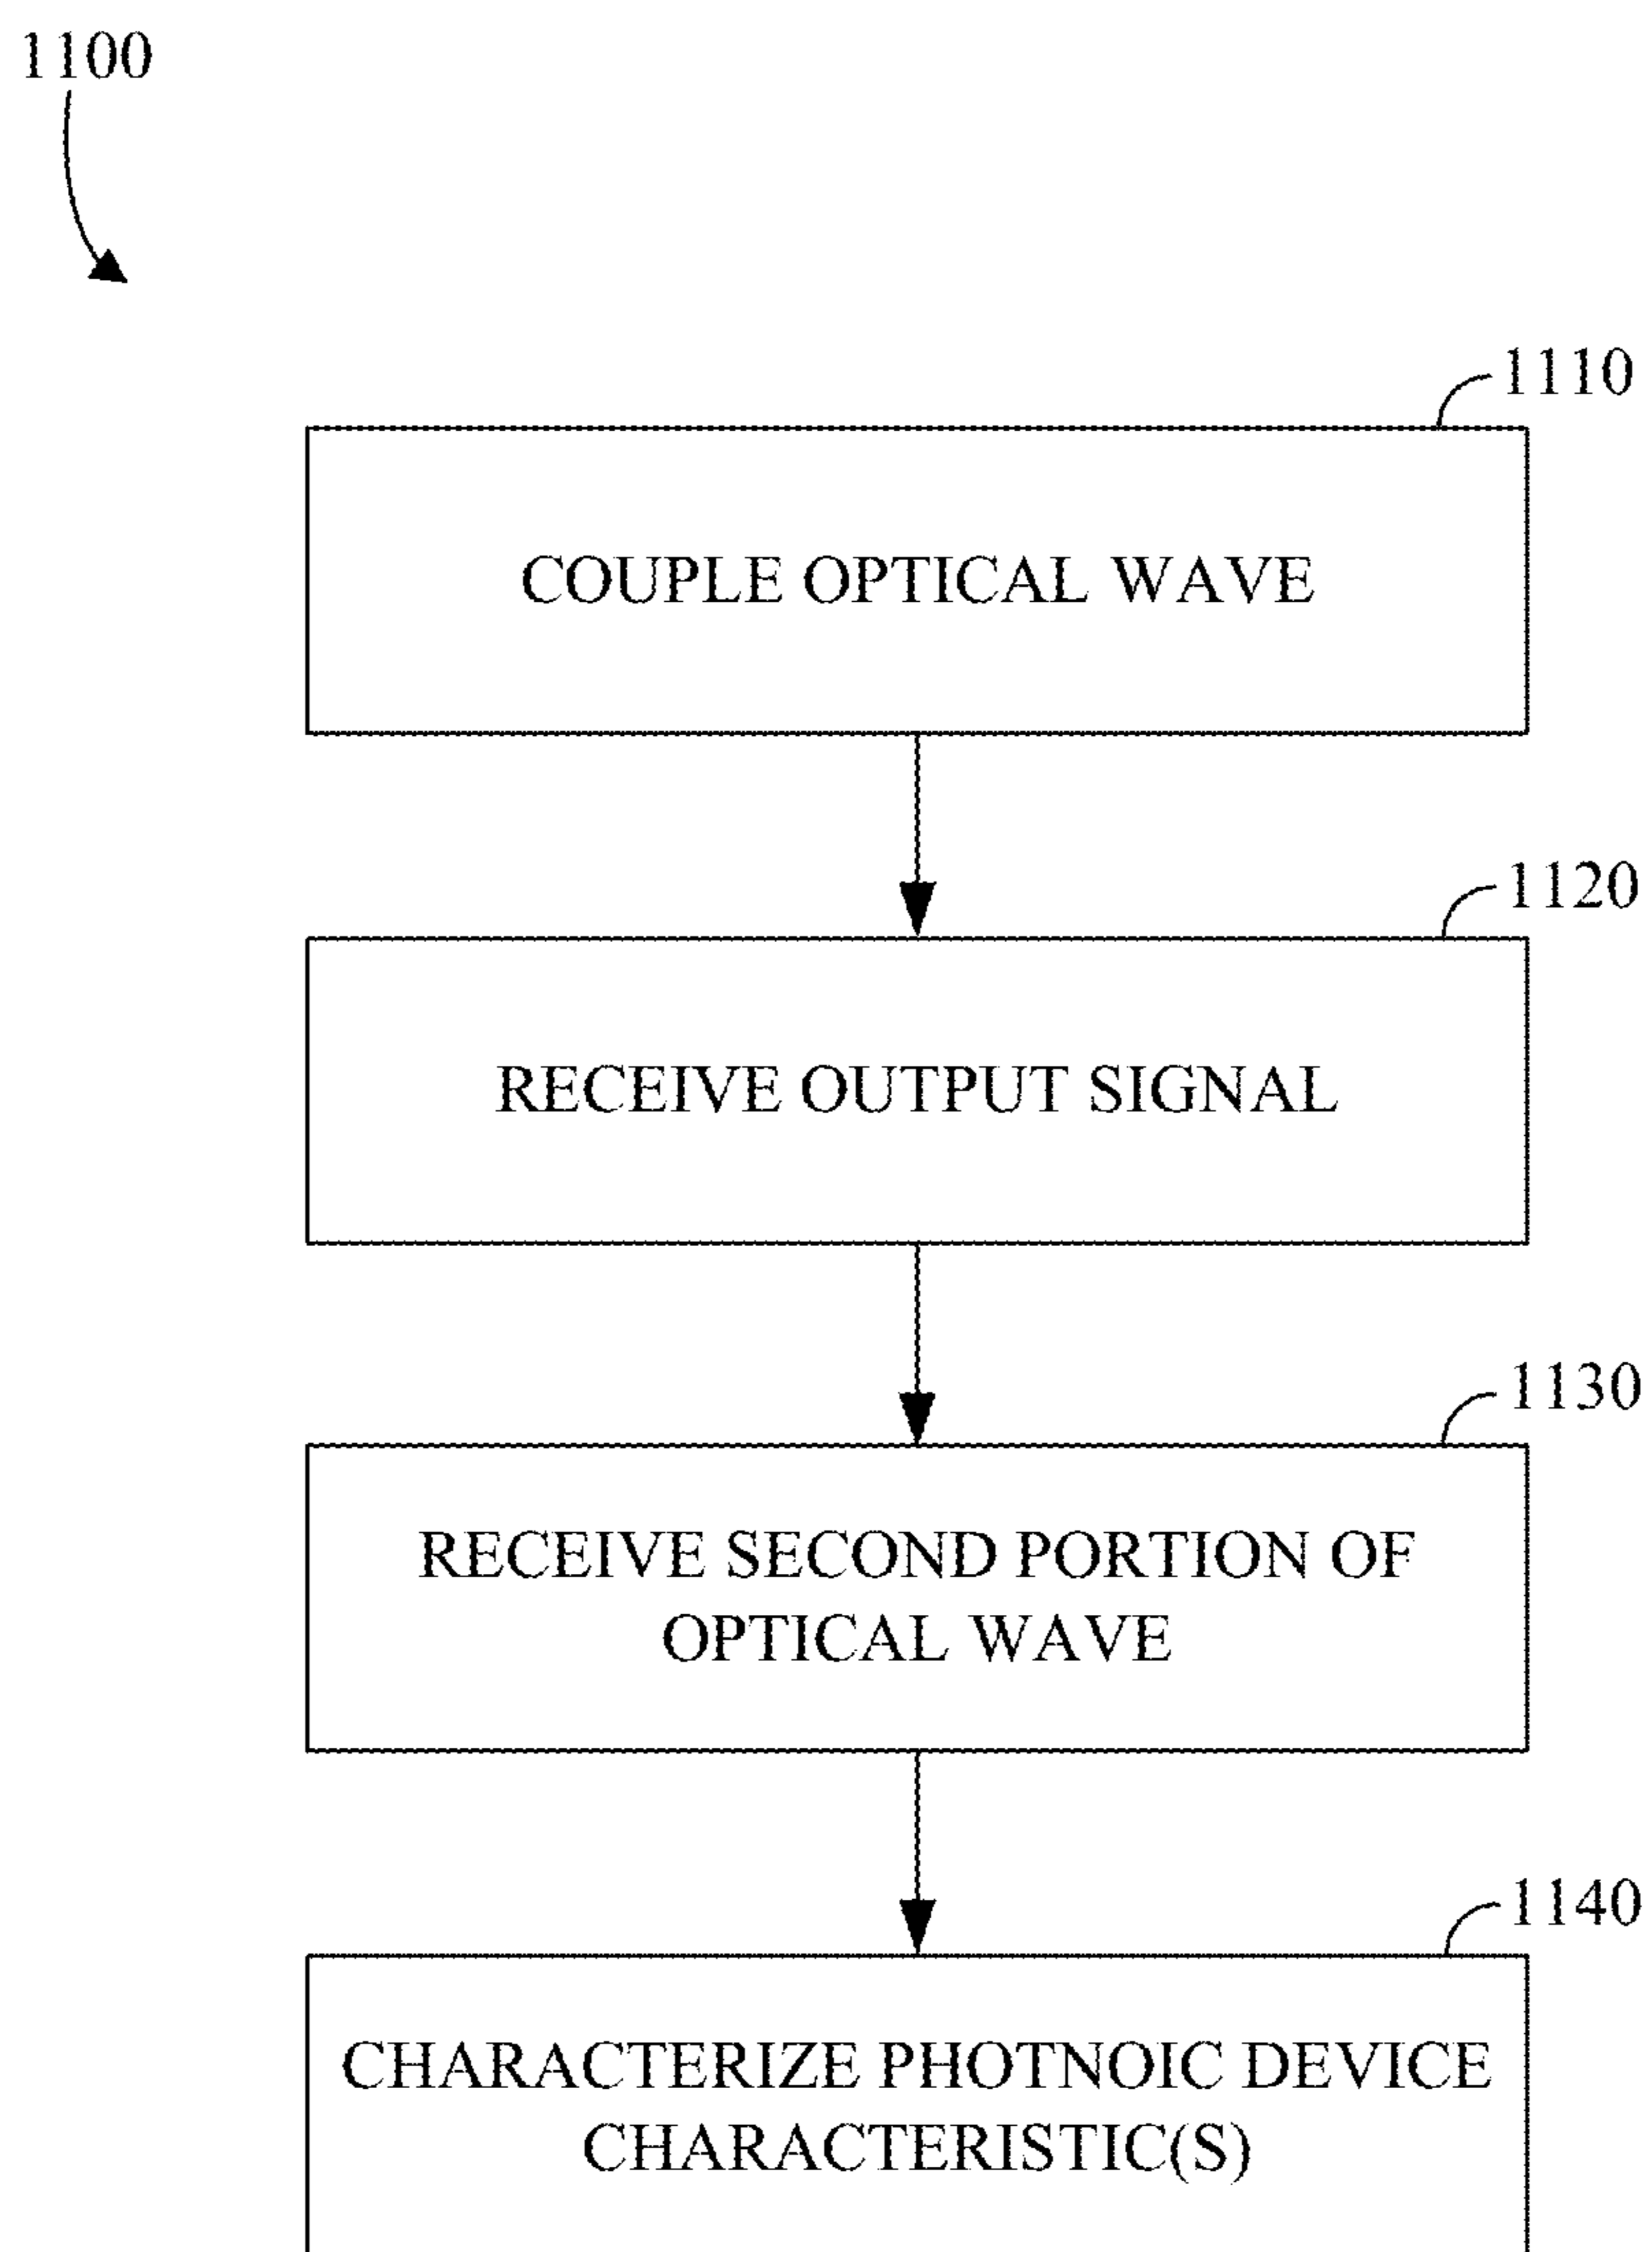 1100
1110
COUPLE OPTICAL WAVE
1120
RECEIVE OUTPUT SIGNAL
1130
RECEIVE SECOND PORTION OF
OPTICAL WAVE
1140
CHARACTERIZE PHOTNOIC DEVICE
CHARACTERISTIC(S)